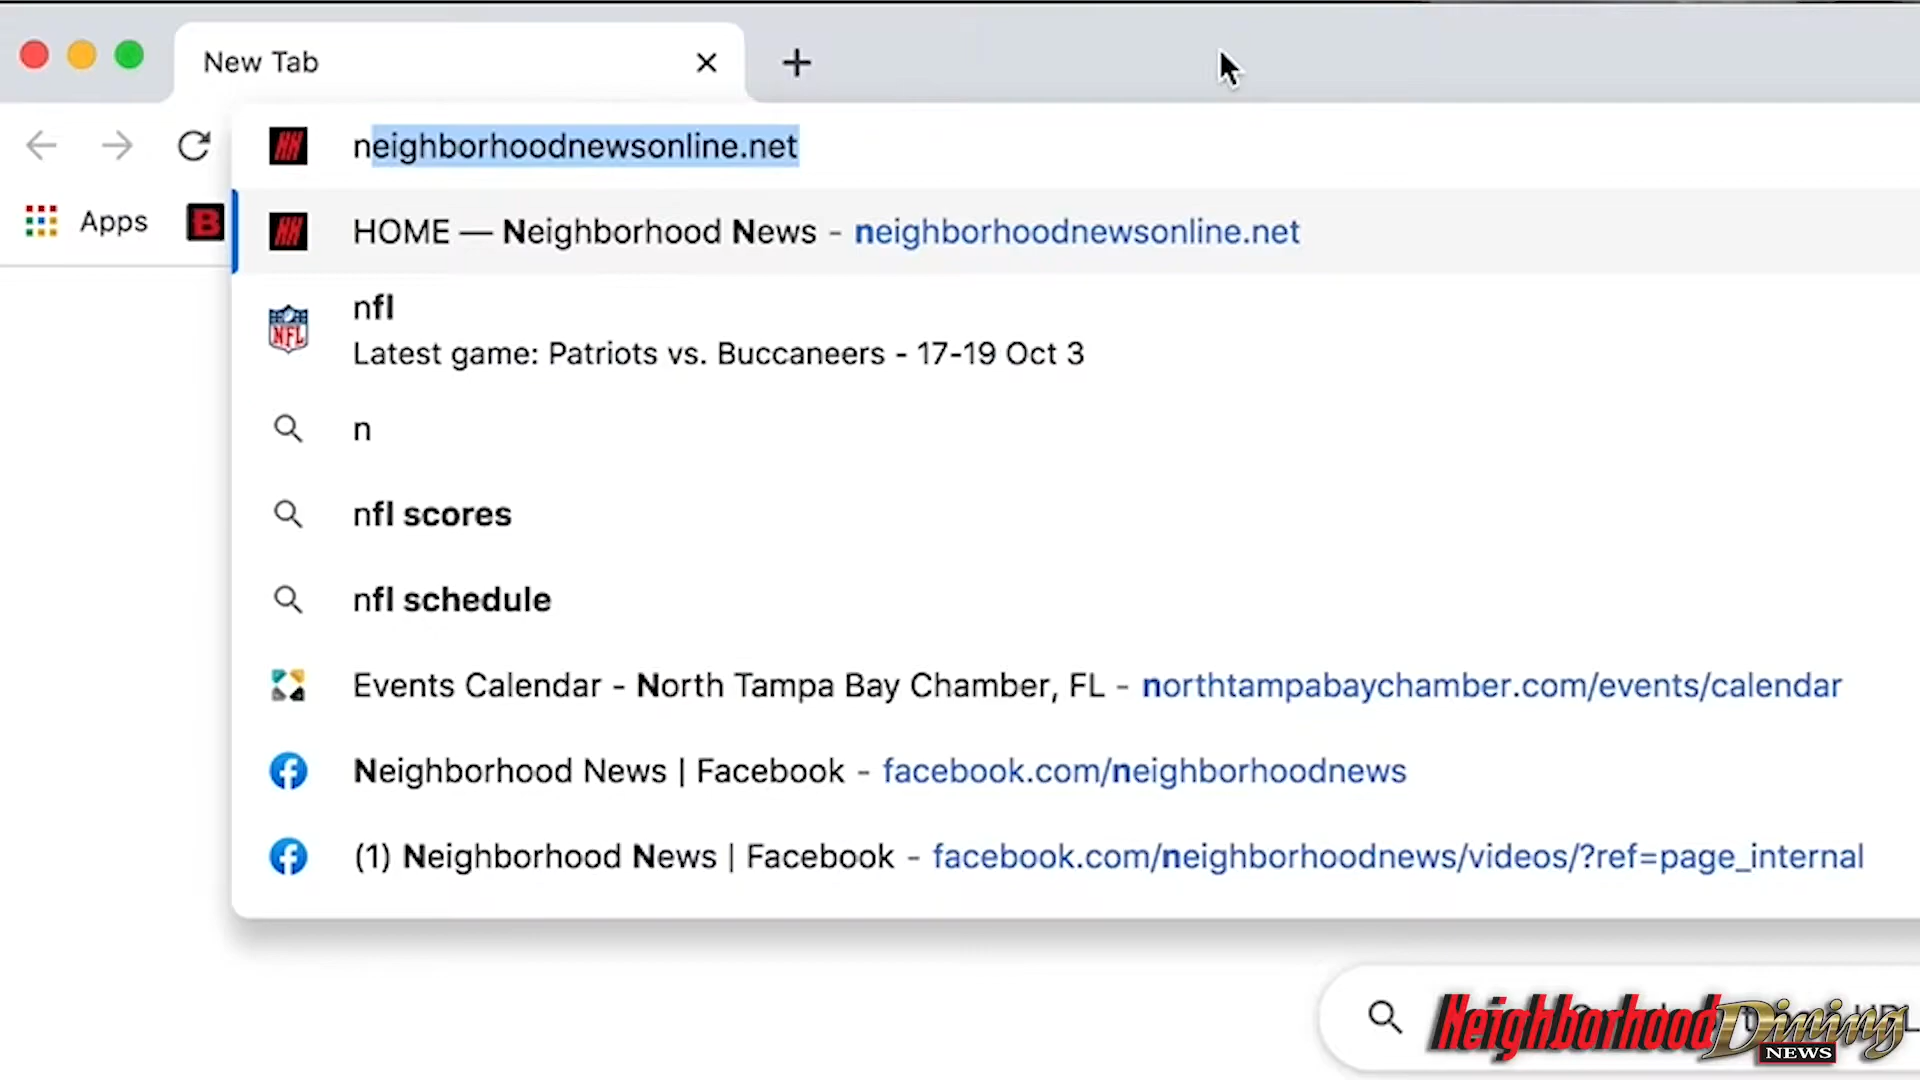 New Tab
neighborhoodnewsonline.net
Apps
B
HOME — Neighborhood News - neighborhoodnewsonline.net
nfl
NFL
Latest game: Patriots vs. Buccaneers - 17-19 Oct 3
n
nfl scores
nfl schedule
Events Calendar - North Tampa Bay Chamber, FL - northtampabaychamber.com/events/calendar
Neighborhood News | Facebook - facebook.com/neighborhoodnews
(1) Neighborhood News | Facebook - facebook.com/neighborhoodnews/videos/?ref=page_internal
Neighborhood Dining
NEWS